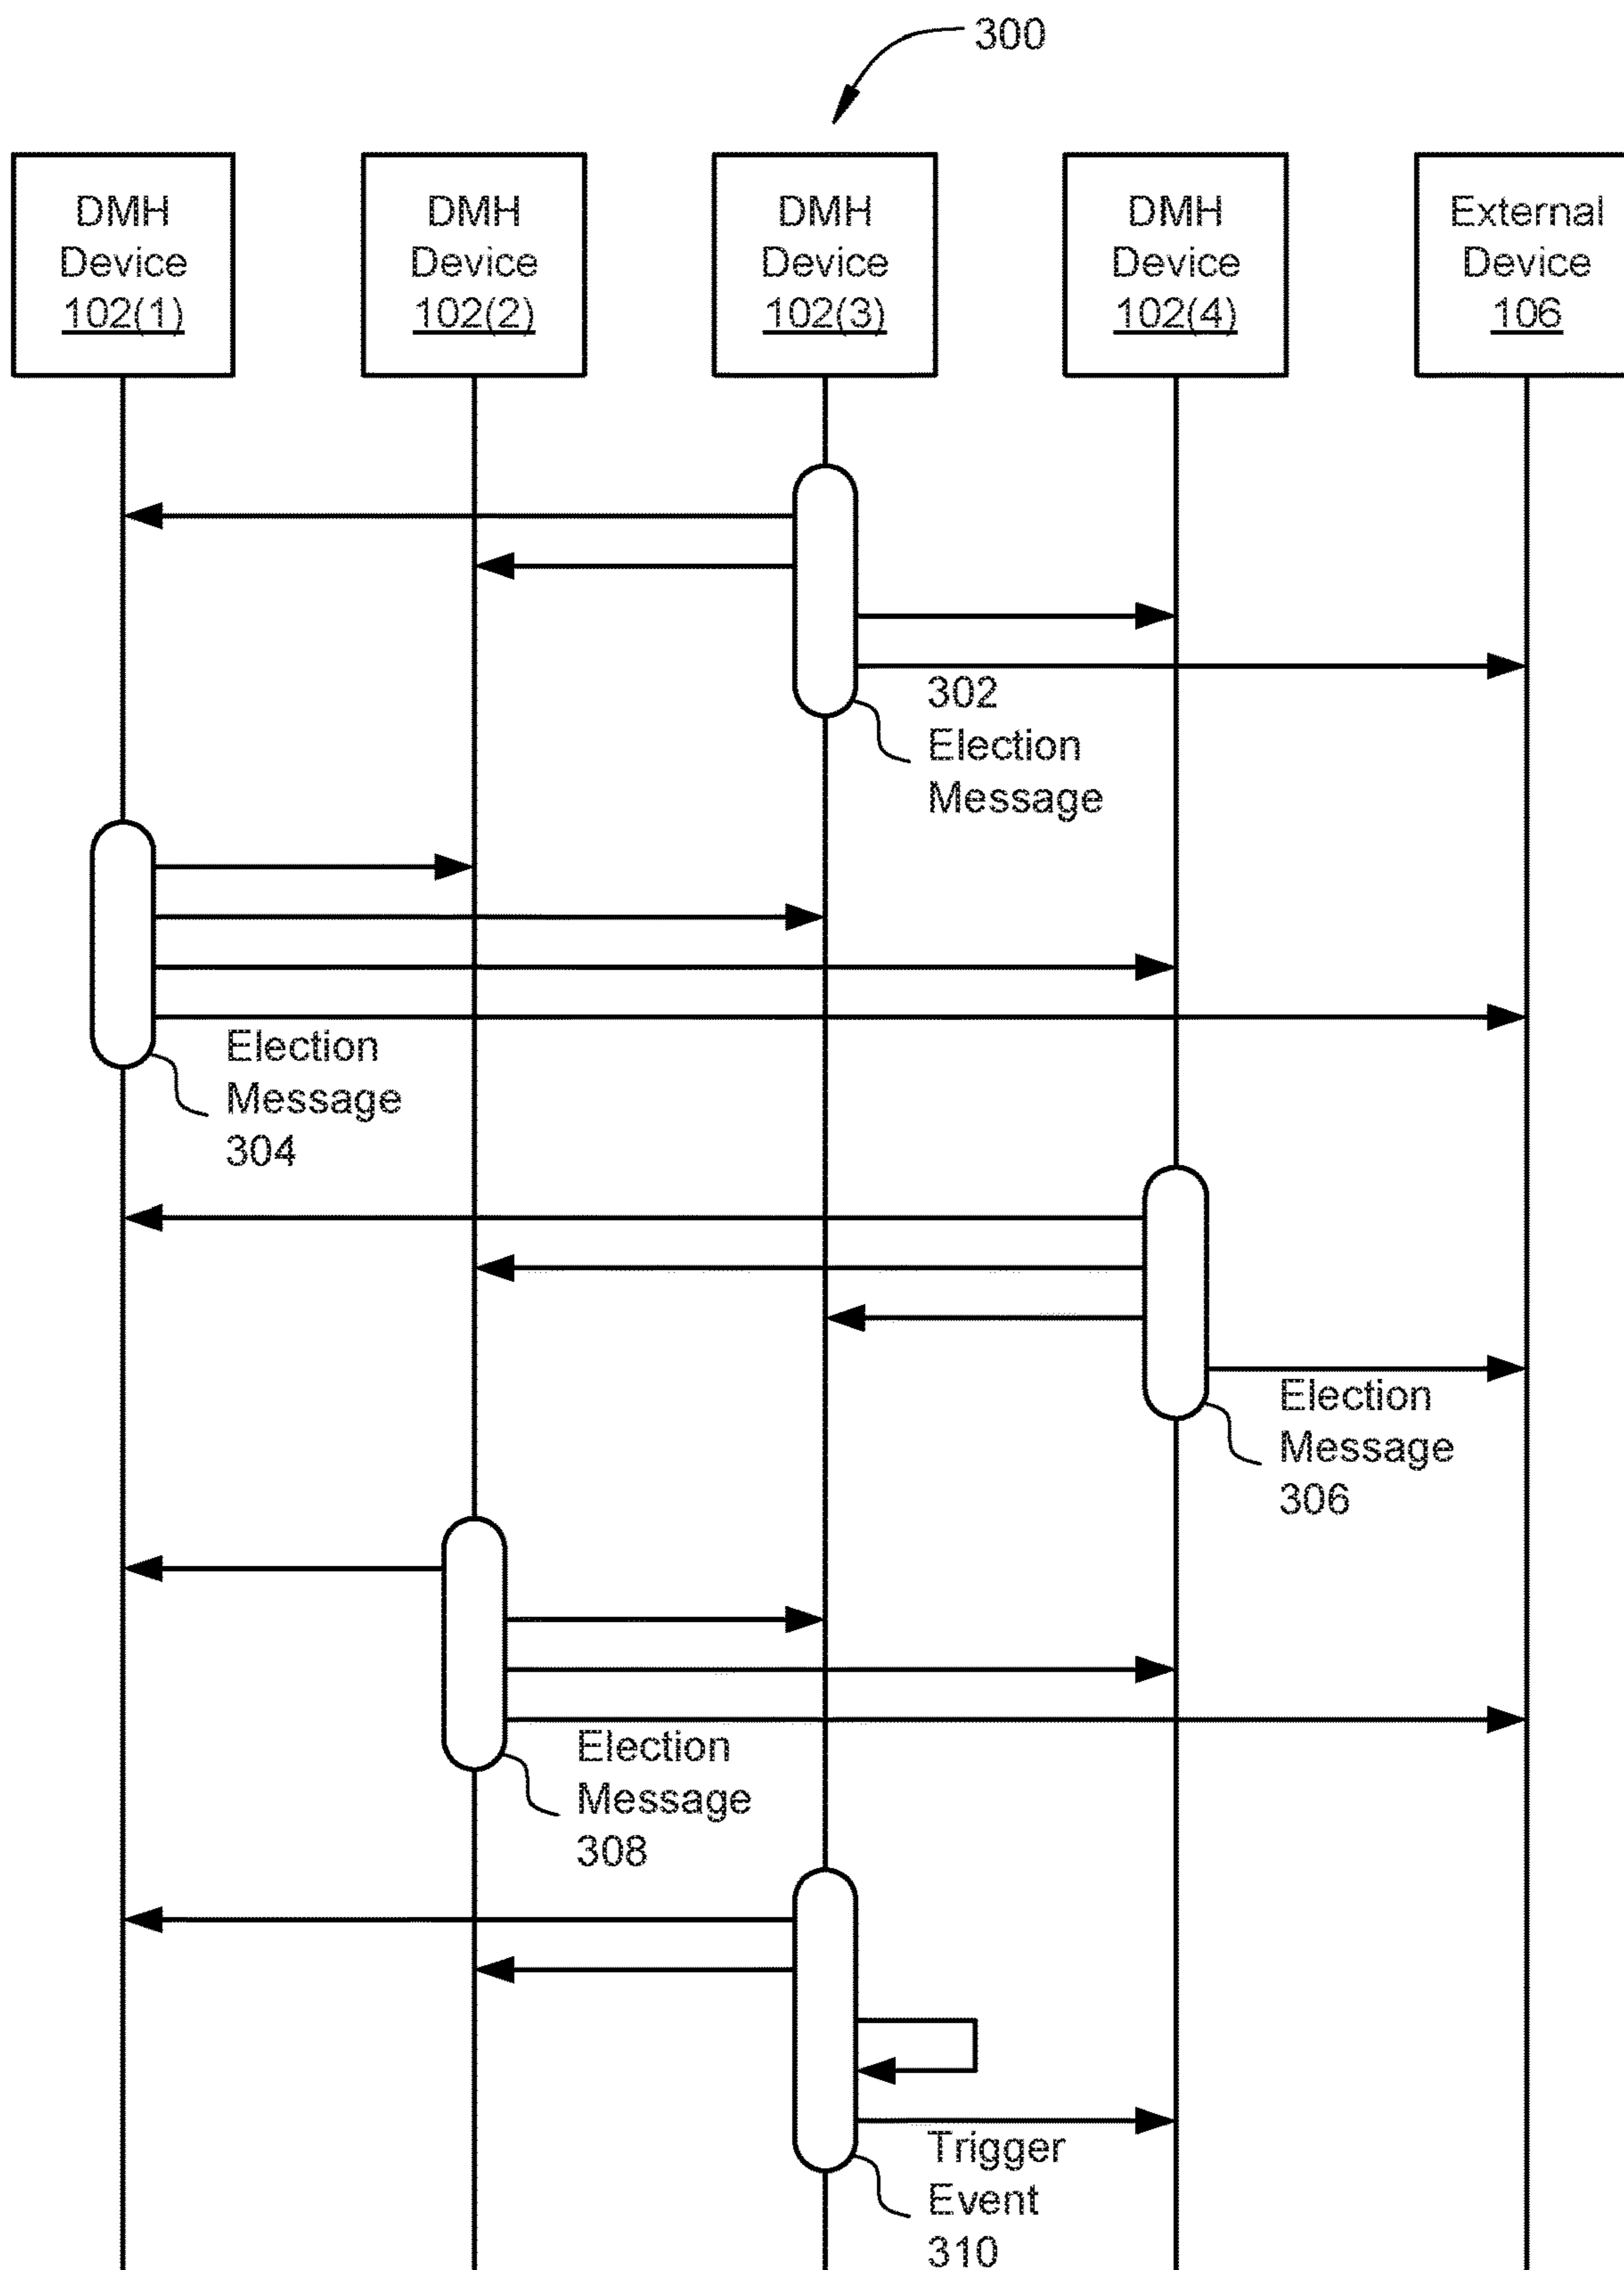 300
DMH
Device
102(1)
DMH
Device
102(2)
DMH
Device
102(3)
DMH
Device
102(4)
External
Device
106
302
Election
Message
Election
Message
304
Election
Message
306
Election
Message
308
Trigger
Event
310